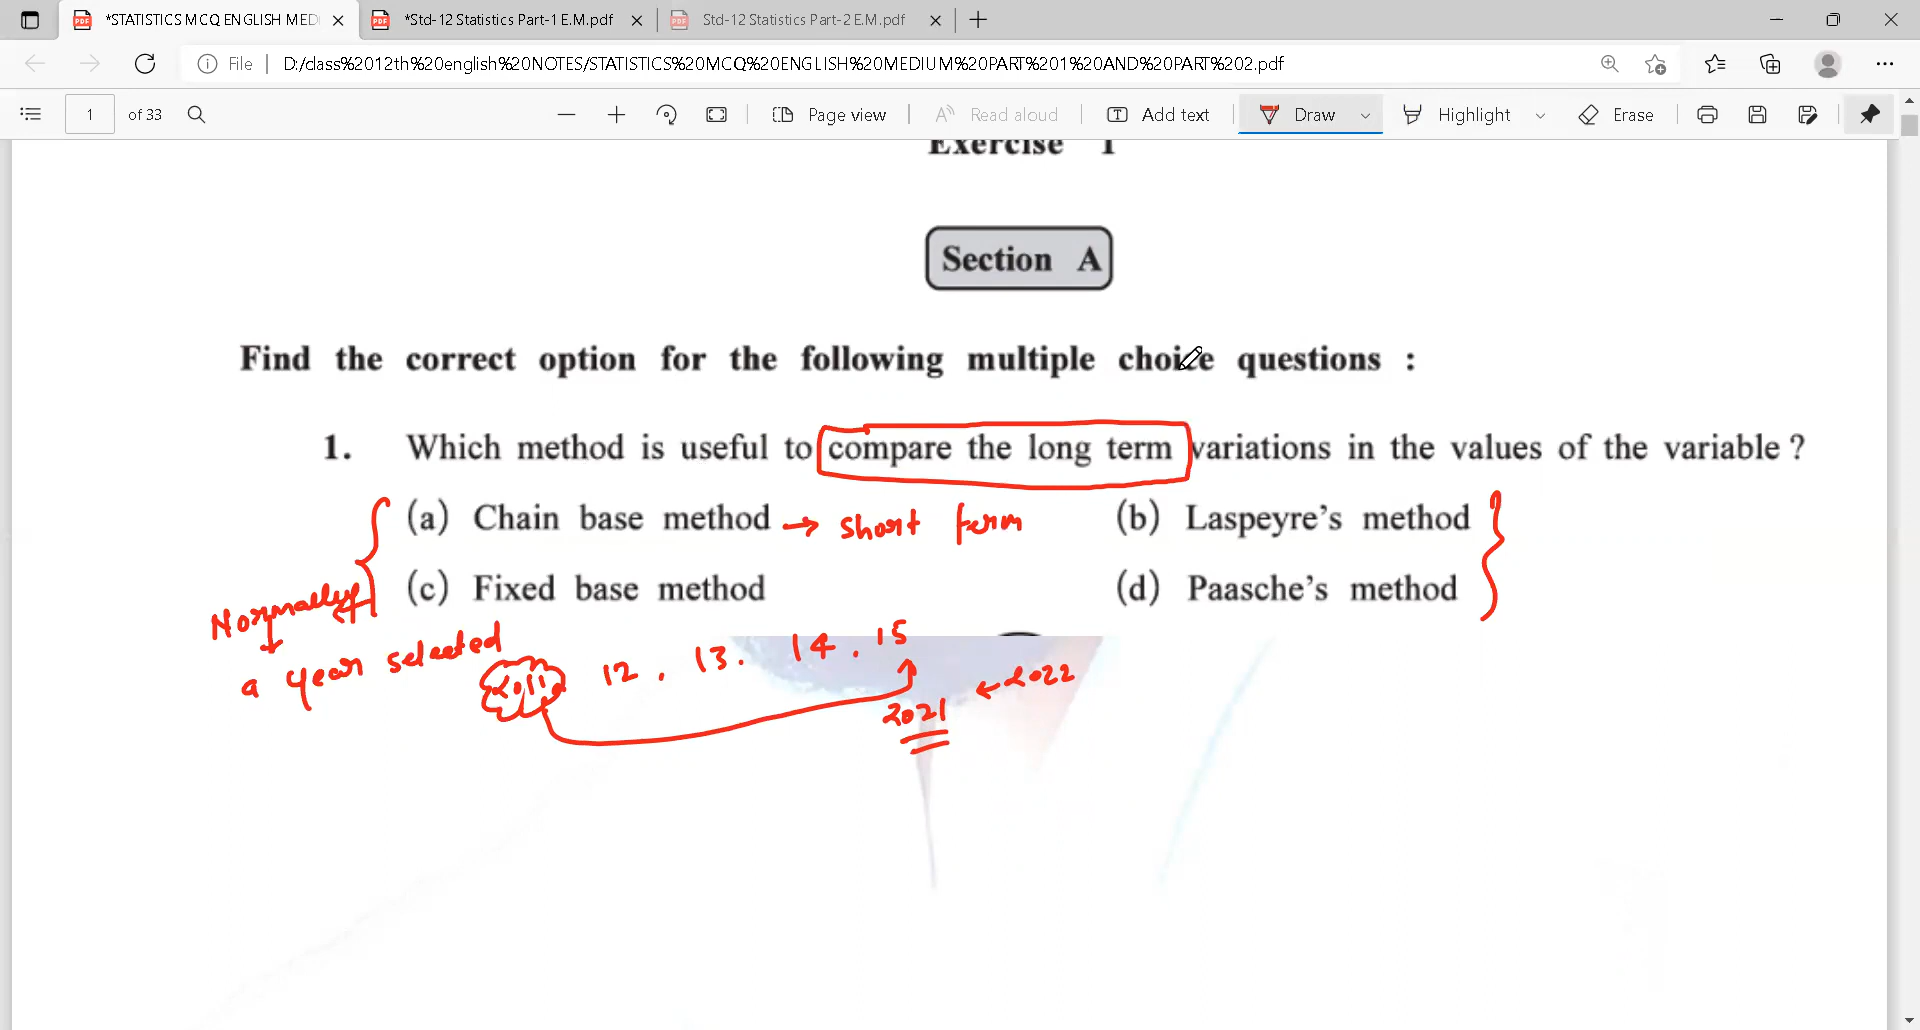 *STATISTICS MCQ ENGLISH MED
*Std-12 Statistics Part-1 E.M.pdf
Std-12 Statistics Part-2 E.M.pdf
File
D:/class%2012th%20english%20NOTES/STATISTICS%20MCQ%20ENGLISH%20MEDIUM%20PART%201%20AND%20PART%202.pdf
1 of 33
Page view
Read aloud
Add text
Draw
Highlight
Erase
Exercise 1
Section A
Find the correct option for the following multiple choice questions :
1. Which method is useful to compare the long term variations in the values of the variable ?
(a) Chain base method → short term (b) Laspeyre's method
(c) Fixed base method (d) Paasche's method
Normally
a year selected
2011 12 . 13 . 14 . 15
2021 ← 2022